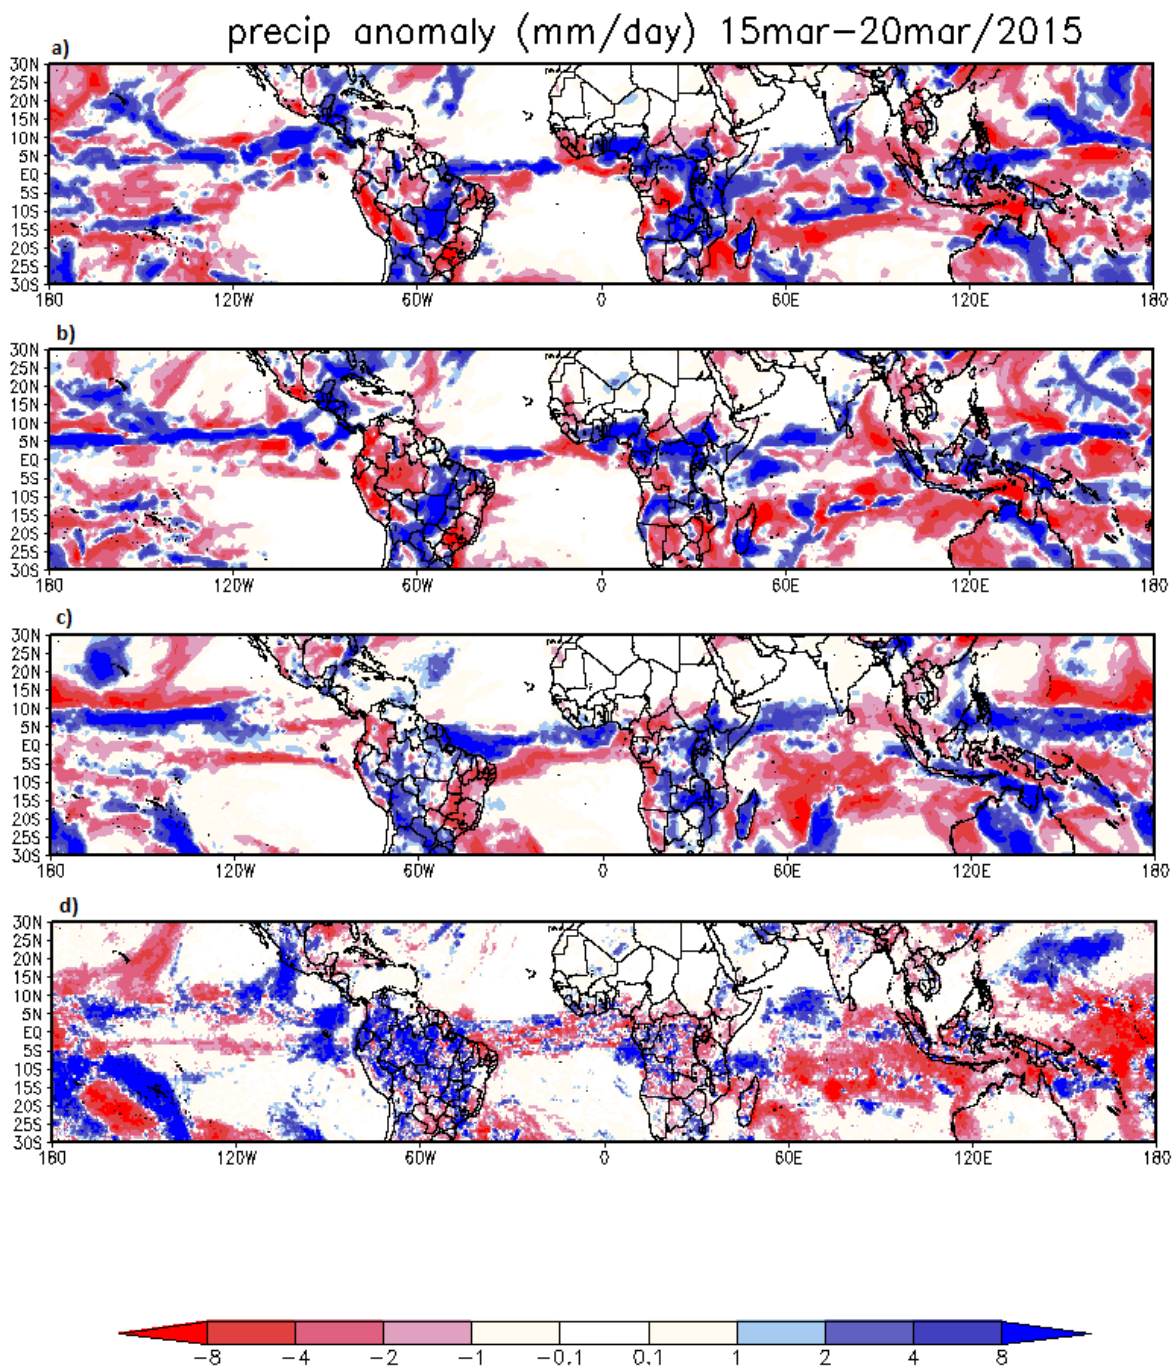 precip anomaly (mm/day) 15mar−20mar/2015
a)
30N
25N
20N
15N
10N
5N
EQ
5S
10S
15S
20S
25S
30S
180 120W 60W 0 60E 120E 180
b)
30N
25N
20N
15N
10N
5N
EQ
5S
10S
15S
20S
25S
30S
180 120W 60W 0 60E 120E 180
c)
30N
25N
20N
15N
10N
5N
EQ
5S
10S
15S
20S
25S
30S
180 120W 60W 0 60E 120E 180
d)
30N
25N
20N
15N
10N
5N
EQ
5S
10S
15S
20S
25S
30S
180 120W 60W 0 60E 120E 180
−8 −4 −2 −1 −0.1 0.1 1 2 4 8